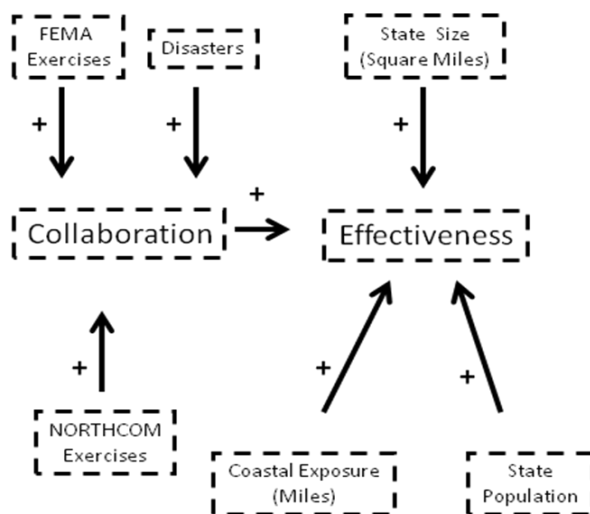 FEMA
Exercises
Disasters
State Size
(Square Miles)
+
+
+
+
Collaboration
Effectiveness
+
+
+
NORTHCOM
Exercises
Coastal Exposure
(Miles)
State
Population